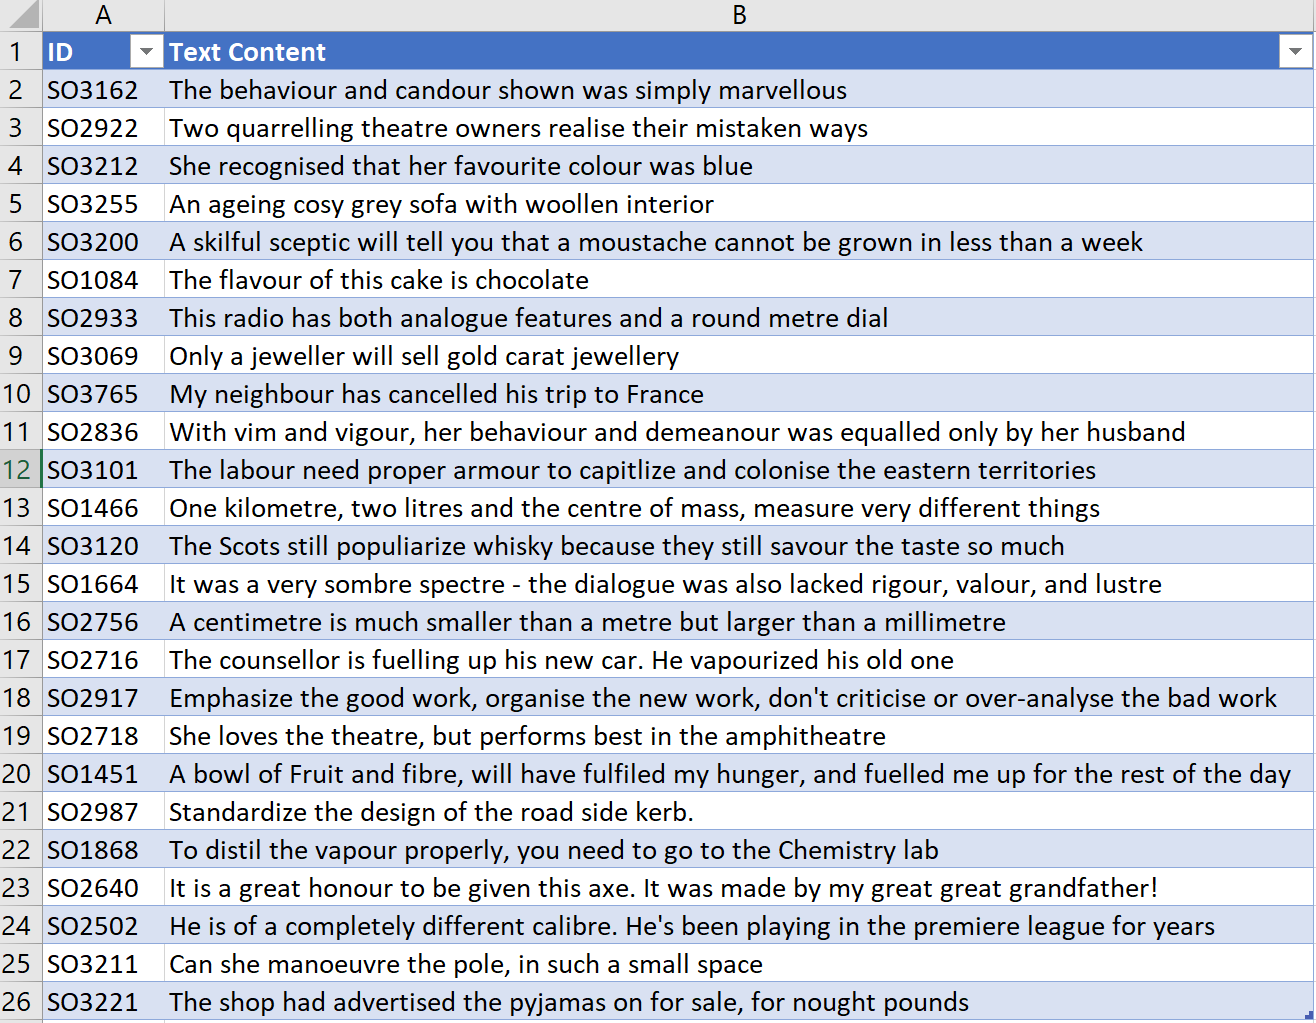 A B
1 ID Text Content
2 SO3162 The behaviour and candour shown was simply marvellous
3 SO2922 Two quarrelling theatre owners realise their mistaken ways
4 SO3212 She recognised that her favourite colour was blue
5 SO3255 An ageing cosy grey sofa with woollen interior
6 SO3200 A skilful sceptic will tell you that a moustache cannot be grown in less than a week
7 SO1084 The flavour of this cake is chocolate
8 SO2933 This radio has both analogue features and a round metre dial
9 SO3069 Only a jeweller will sell gold carat jewellery
10 SO3765 My neighbour has cancelled his trip to France
11 SO2836 With vim and vigour, her behaviour and demeanour was equalled only by her husband
12 SO3101 The labour need proper armour to capitlize and colonise the eastern territories
13 SO1466 One kilometre, two litres and the centre of mass, measure very different things
14 SO3120 The Scots still populiarize whisky because they still savour the taste so much
15 SO1664 It was a very sombre spectre - the dialogue was also lacked rigour, valour, and lustre
16 SO2756 A centimetre is much smaller than a metre but larger than a millimetre
17 SO2716 The counsellor is fuelling up his new car. He vapourized his old one
18 SO2917 Emphasize the good work, organise the new work, don't criticise or over-analyse the bad work
19 SO2718 She loves the theatre, but performs best in the amphitheatre
20 SO1451 A bowl of Fruit and fibre, will have fulfiled my hunger, and fuelled me up for the rest of the day
21 SO2987 Standardize the design of the road side kerb.
22 SO1868 To distil the vapour properly, you need to go to the Chemistry lab
23 SO2640 It is a great honour to be given this axe. It was made by my great great grandfather!
24 SO2502 He is of a completely different calibre. He's been playing in the premiere league for years
25 SO3211 Can she manoeuvre the pole, in such a small space
26 SO3221 The shop had advertised the pyjamas on for sale, for nought pounds